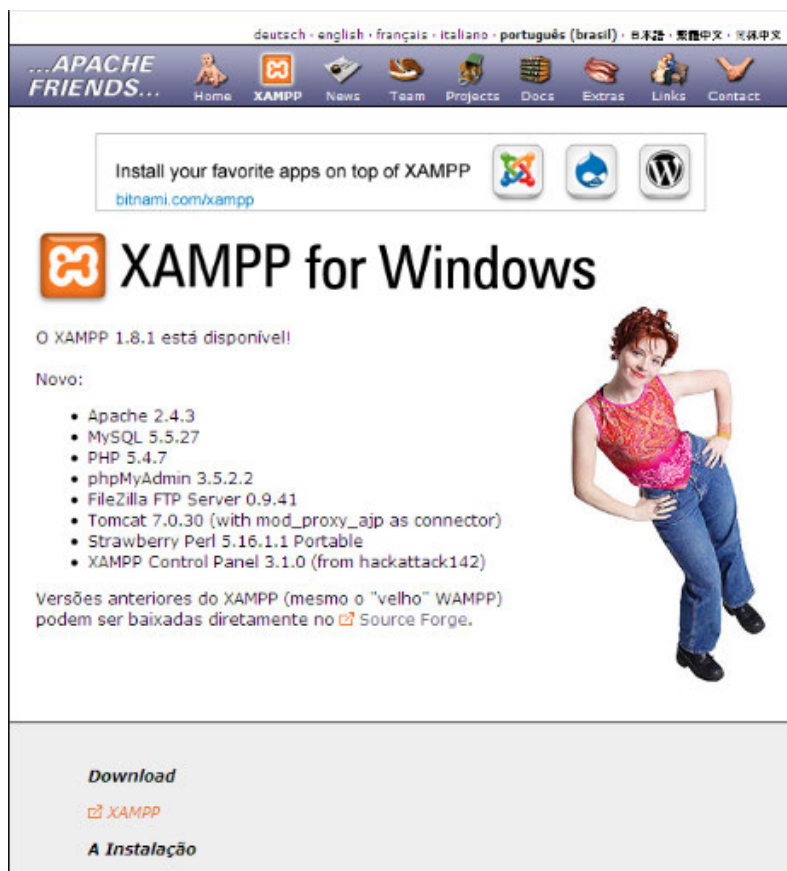 deutsch · english · français · italiano · português (brasil) · 日本語 · 繁體中文 · 简体中文
...APACHE
FRIENDS...
Home XAMPP News Team Projects Docs Extras Links Contact
Install your favorite apps on top of XAMPP
bitnami.com/xampp
XAMPP for Windows
O XAMPP 1.8.1 está disponível!
Novo:
• Apache 2.4.3
• MySQL 5.5.27
• PHP 5.4.7
• phpMyAdmin 3.5.2.2
• FileZilla FTP Server 0.9.41
• Tomcat 7.0.30 (with mod_proxy_ajp as connector)
• Strawberry Perl 5.16.1.1 Portable
• XAMPP Control Panel 3.1.0 (from hackattack142)
Versões anteriores do XAMPP (mesmo o "velho" WAMPP)
podem ser baixadas diretamente no Source Forge.
Download
XAMPP
A Instalação